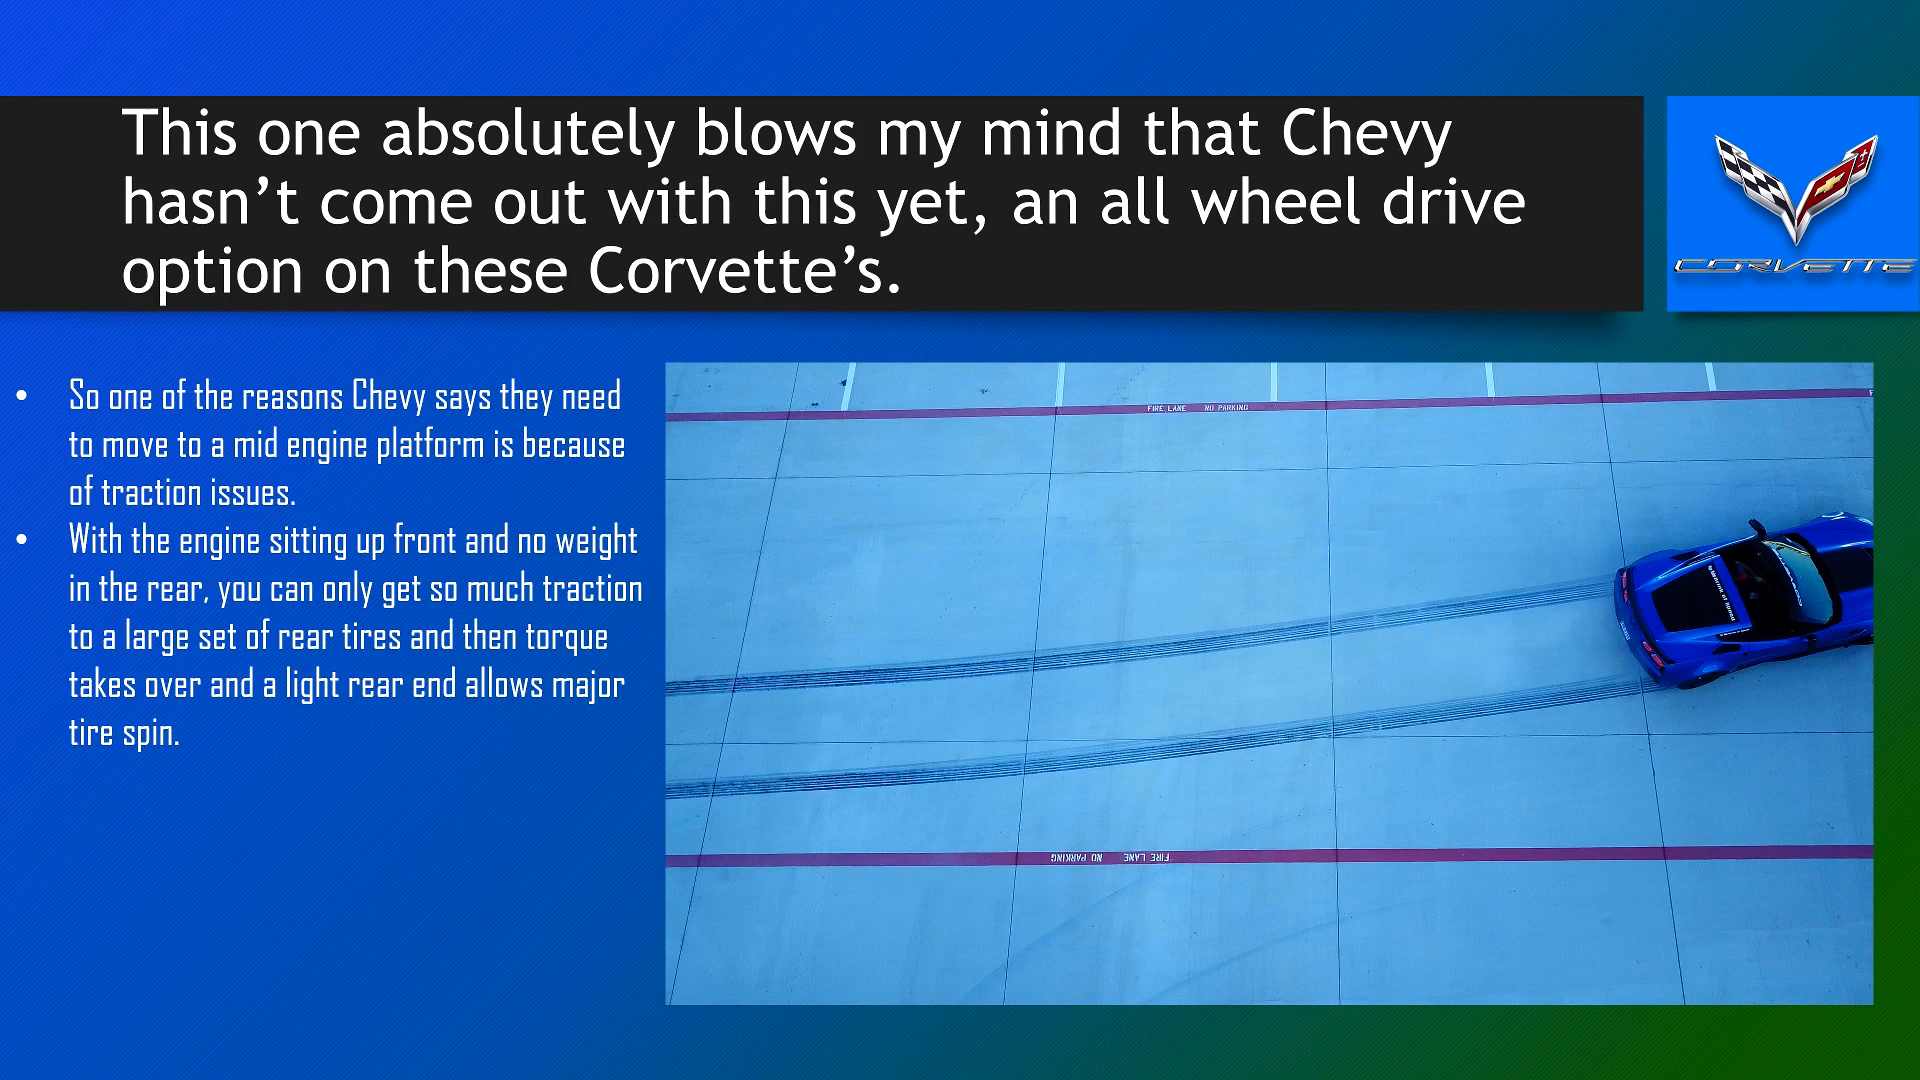 This one absolutely blows my mind that Chevy
hasn’t come out with this yet, an all wheel drive
option on these Corvette’s.
CORVETTE
• So one of the reasons Chevy says they need
to move to a mid engine platform is because
of traction issues.
• With the engine sitting up front and no weight
in the rear, you can only get so much traction
to a large set of rear tires and then torque
takes over and a light rear end allows major
tire spin.
FIRE LANE NO PARKING
FIRE LANE NO PARKING